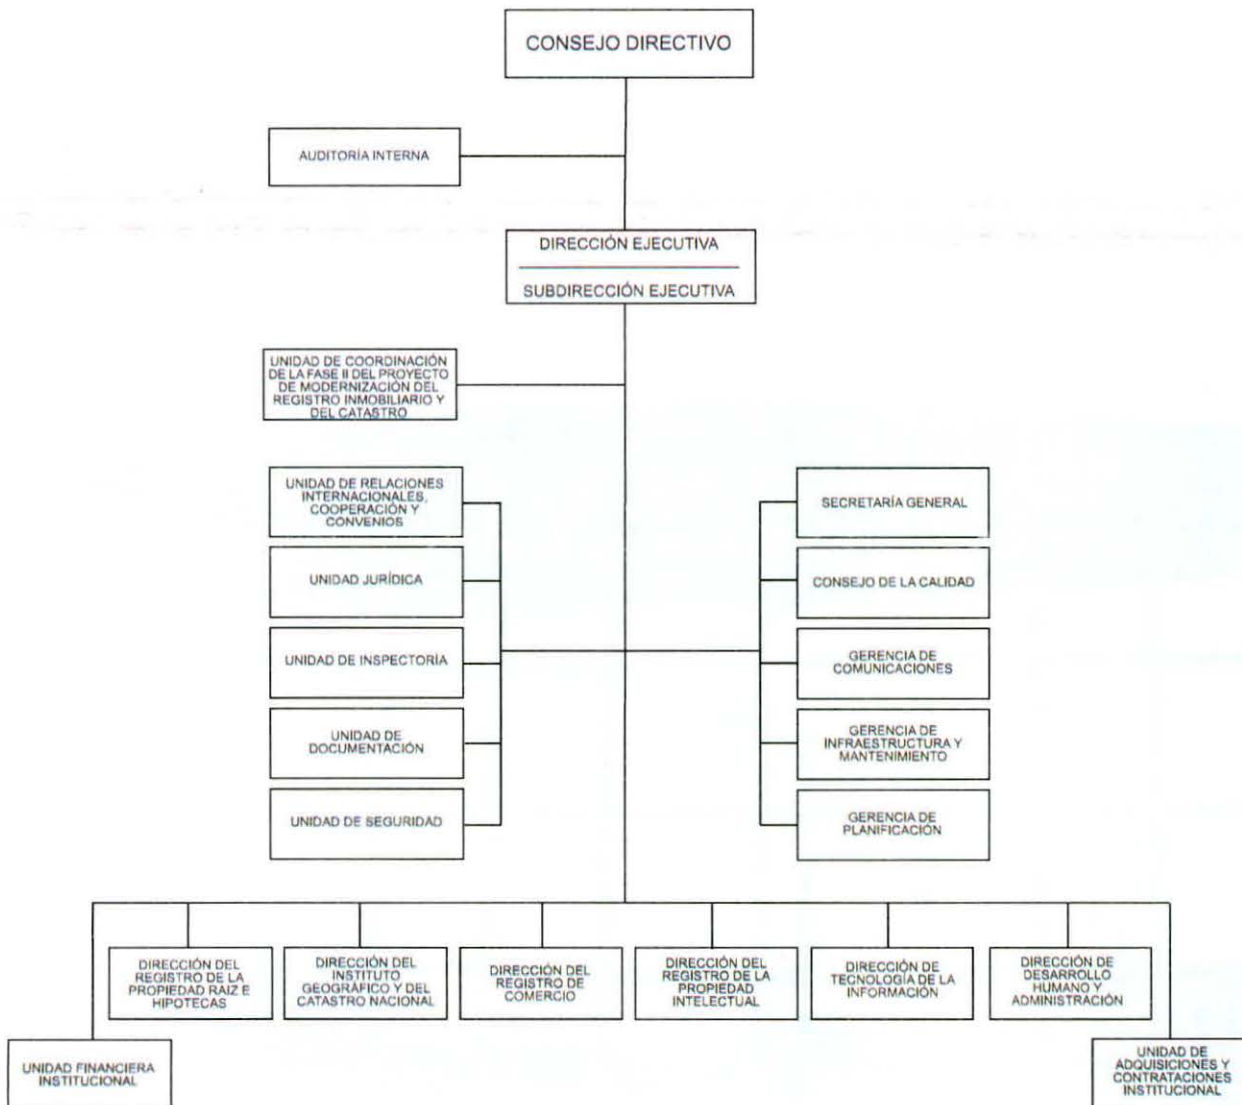 CONSEJO DIRECTIVO
AUDITORÍA INTERNA
DIRECCIÓN EJECUTIVA
SUBDIRECCIÓN EJECUTIVA
UNIDAD DE COORDINACIÓN
DE LA FASE II DEL PROYECTO
DE MODERNIZACIÓN DEL
REGISTRO INMOBILIARIO Y
DEL CATASTRO
UNIDAD DE RELACIONES
INTERNACIONALES,
COOPERACIÓN Y
CONVENIOS
UNIDAD JURÍDICA
UNIDAD DE INSPECTORÍA
UNIDAD DE
DOCUMENTACIÓN
UNIDAD DE SEGURIDAD
SECRETARÍA GENERAL
CONSEJO DE LA CALIDAD
GERENCIA DE
COMUNICACIONES
GERENCIA DE
INFRAESTRUCTURA Y
MANTENIMIENTO
GERENCIA DE
PLANIFICACIÓN
DIRECCIÓN DEL
REGISTRO DE LA
PROPIEDAD RAIZ E
HIPOTECAS
DIRECCIÓN DEL
INSTITUTO
GEOGRÁFICO Y DEL
CATASTRO NACIONAL
DIRECCIÓN DEL
REGISTRO DE
COMERCIO
DIRECCIÓN DEL
REGISTRO DE LA
PROPIEDAD
INTELECTUAL
DIRECCIÓN DE
TECNOLOGÍA DE LA
INFORMACIÓN
DIRECCIÓN DE
DESARROLLO
HUMANO Y
ADMINISTRACIÓN
UNIDAD FINANCIERA
INSTITUCIONAL
UNIDAD DE
ADQUISICIONES Y
CONTRATACIONES
INSTITUCIONAL